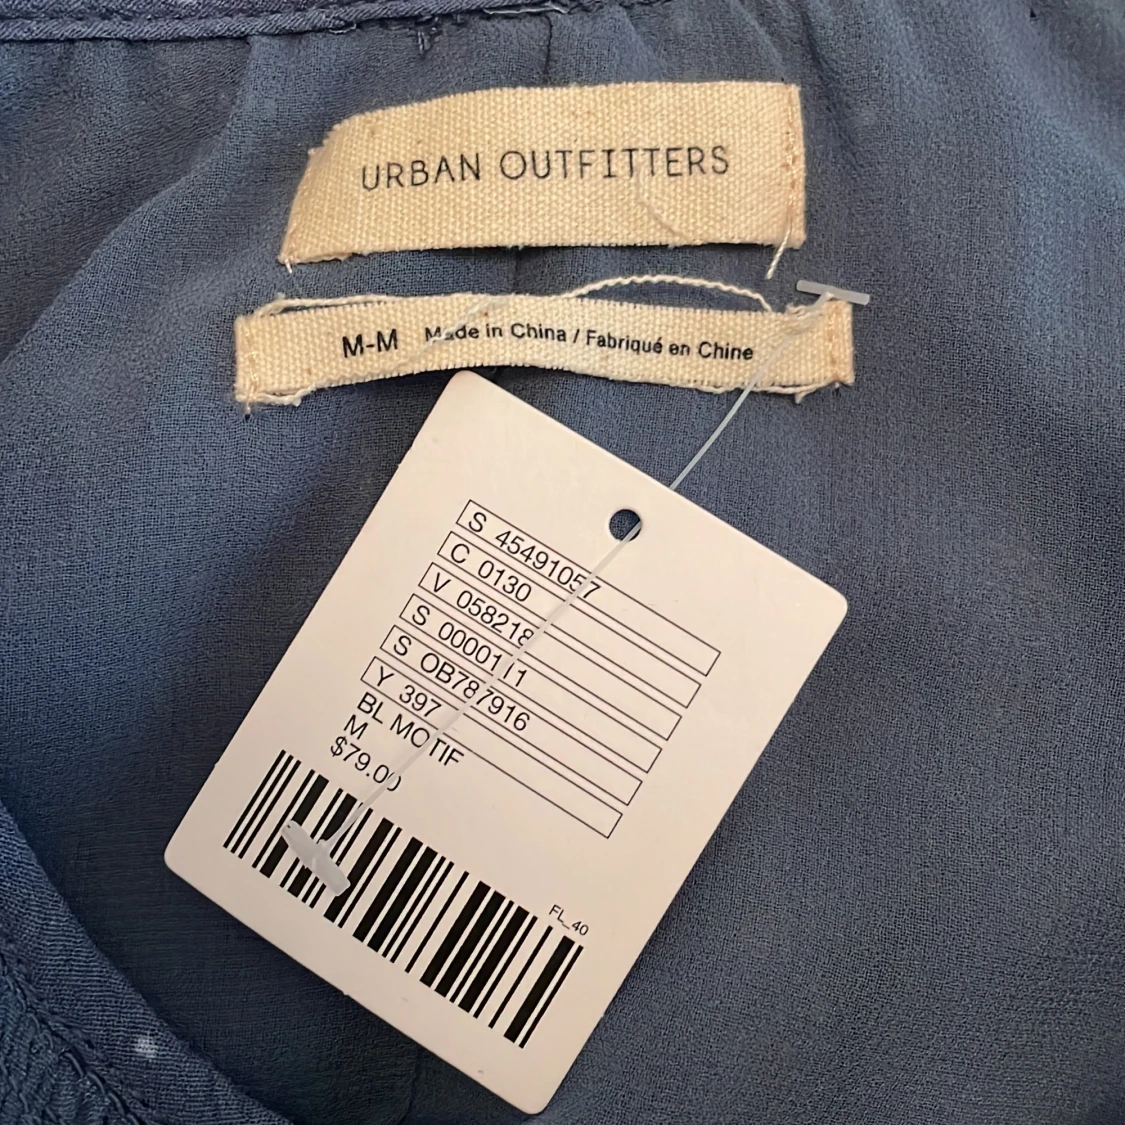 URBAN OUTFITTERS
M-M Made in China / Fabriqué en Chine
S 45491057
C 0130
V 058218
S 0000111
S OB787916
Y 397
BL MOTIF
M
$79.00
FL_40